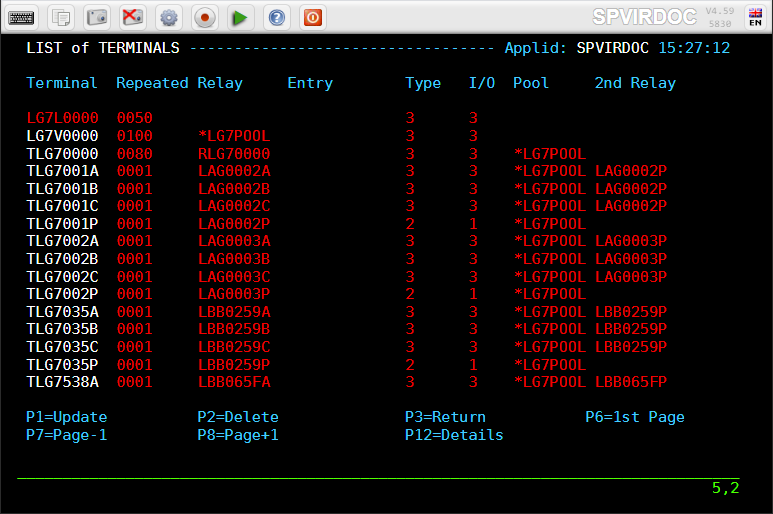 SPVIRDOC V4.59 5830 EN
LIST of TERMINALS ---------------------------------- Applid: SPVIRDOC 15:27:12
Terminal Repeated Relay Entry Type I/O Pool 2nd Relay
LG7L0000 0050 3 3
LG7V0000 0100 *LG7POOL 3 3
TLG70000 0080 RLG70000 3 3 *LG7POOL
TLG7001A 0001 LAG0002A 3 3 *LG7POOL LAG0002P
TLG7001B 0001 LAG0002B 3 3 *LG7POOL LAG0002P
TLG7001C 0001 LAG0002C 3 3 *LG7POOL LAG0002P
TLG7001P 0001 LAG0002P 2 1 *LG7POOL
TLG7002A 0001 LAG0003A 3 3 *LG7POOL LAG0003P
TLG7002B 0001 LAG0003B 3 3 *LG7POOL LAG0003P
TLG7002C 0001 LAG0003C 3 3 *LG7POOL LAG0003P
TLG7002P 0001 LAG0003P 2 1 *LG7POOL
TLG7035A 0001 LBB0259A 3 3 *LG7POOL LBB0259P
TLG7035B 0001 LBB0259B 3 3 *LG7POOL LBB0259P
TLG7035C 0001 LBB0259C 3 3 *LG7POOL LBB0259P
TLG7035P 0001 LBB0259P 2 1 *LG7POOL
TLG7538A 0001 LBB065FA 3 3 *LG7POOL LBB065FP
P1=Update P2=Delete P3=Return P6=1st Page
P7=Page-1 P8=Page+1 P12=Details
5,2